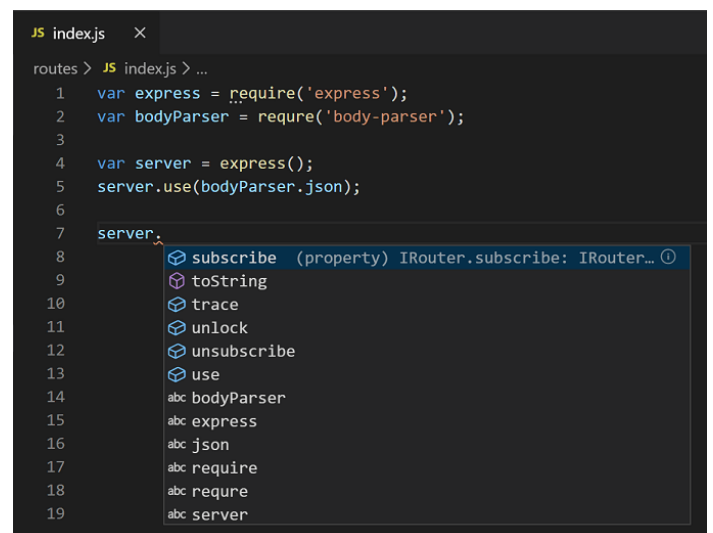 JS index.js ×
routes > JS index.js > ...
1 var express = require('express');
2 var bodyParser = requre('body-parser');
3
4 var server = express();
5 server.use(bodyParser.json);
6
7 server.
8 subscribe (property) IRouter.subscribe: IRouter…
9 toString
10 trace
11 unlock
12 unsubscribe
13 use
14 abc bodyParser
15 abc express
16 abc json
17 abc require
18 abc requre
19 abc server